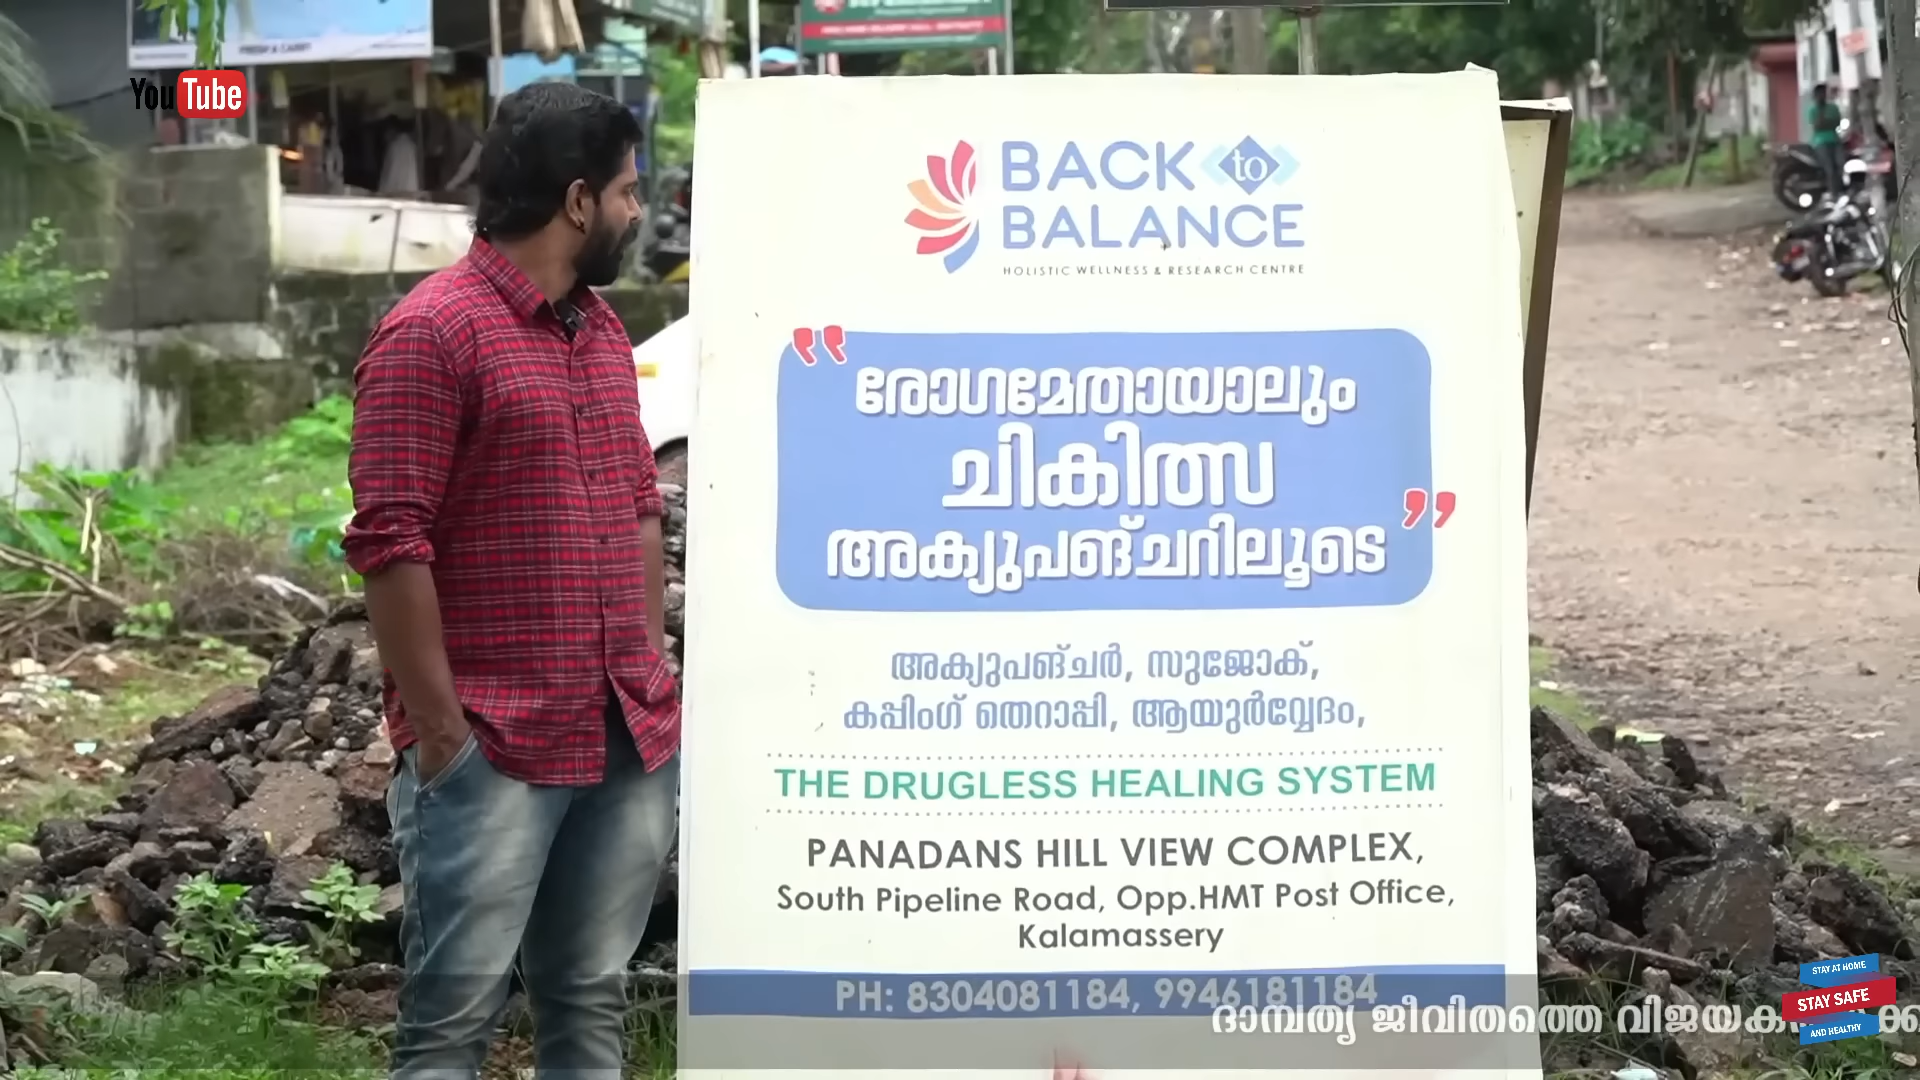 FRESH & CARRY
YouTube
BACK to
BALANCE
HOLISTIC WELLNESS & RESEARCH CENTRE
"രോഗമേതായാലും
ചികിത്സ
അക്യുപങ്ചറിലൂടെ"
അക്യുപങ്ചർ, സുജോക്,
കപ്പിംഗ് തെറാപ്പി, ആയുർവ്വേദം,
THE DRUGLESS HEALING SYSTEM
PANADANS HILL VIEW COMPLEX,
South Pipeline Road, Opp.HMT Post Office,
Kalamassery
PH: 8304081184, 9946181184
ദാമ്പത്യ ജീവിതത്തെ
STAY AT HOME
STAY SAFE
AND HEALTHY